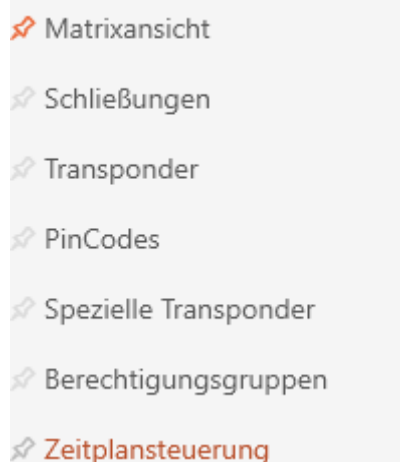 Matrixansicht
Schließungen
Transponder
PinCodes
Spezielle Transponder
Berechtigungsgruppen
Zeitplansteuerung